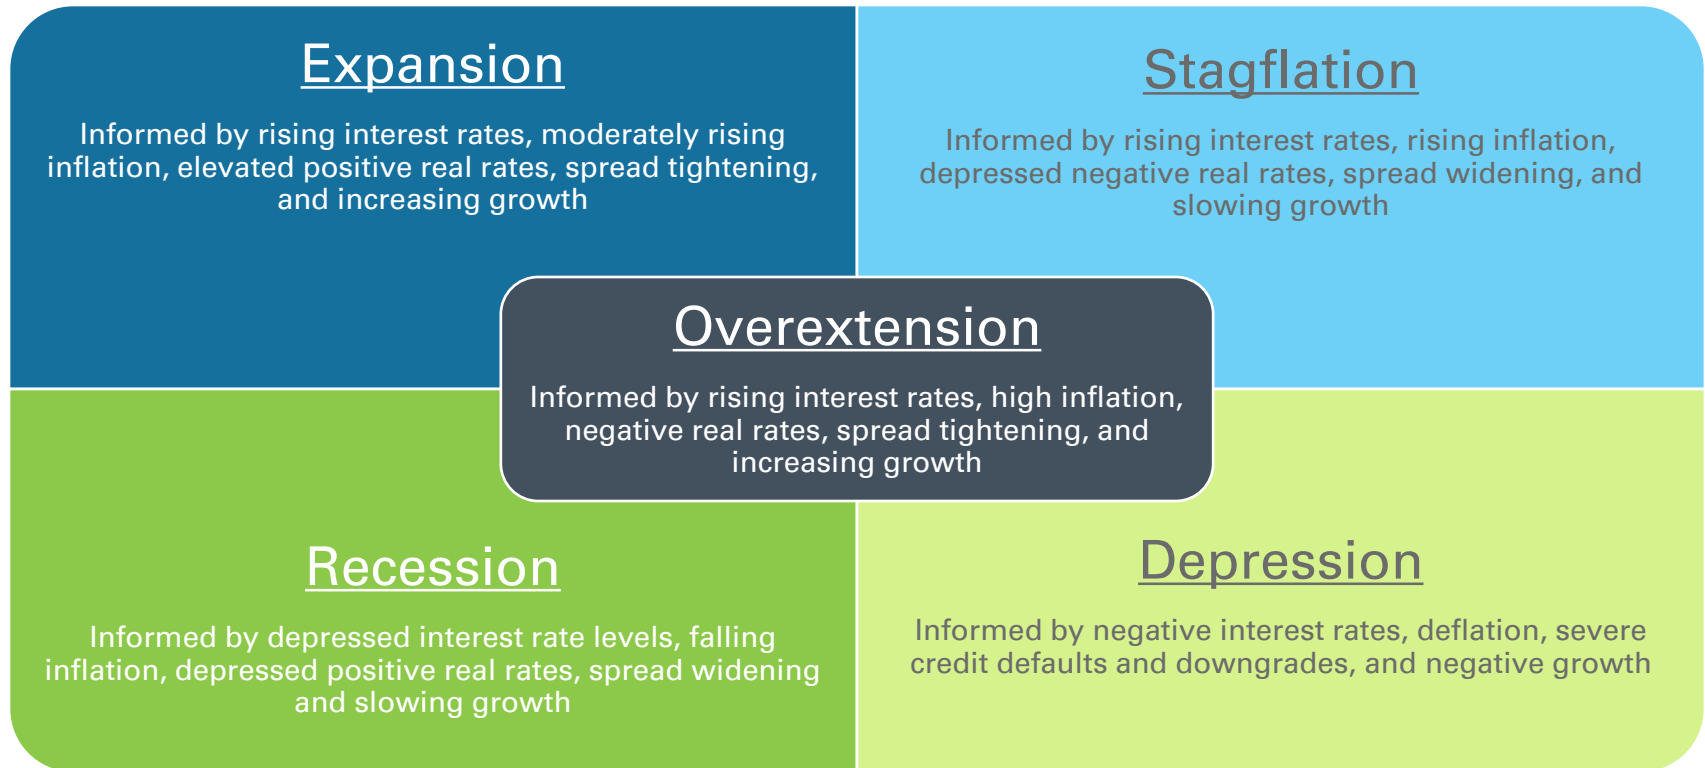 Expansion
Informed by rising interest rates, moderately rising
inflation, elevated positive real rates, spread tightening,
and increasing growth
Stagflation
Informed by rising interest rates, rising inflation,
depressed negative real rates, spread widening, and
slowing growth
Overextension
Informed by rising interest rates, high inflation,
negative real rates, spread tightening, and
increasing growth
Recession
Informed by depressed interest rate levels, falling
inflation, depressed positive real rates, spread widening
and slowing growth
Depression
Informed by negative interest rates, deflation, severe
credit defaults and downgrades, and negative growth